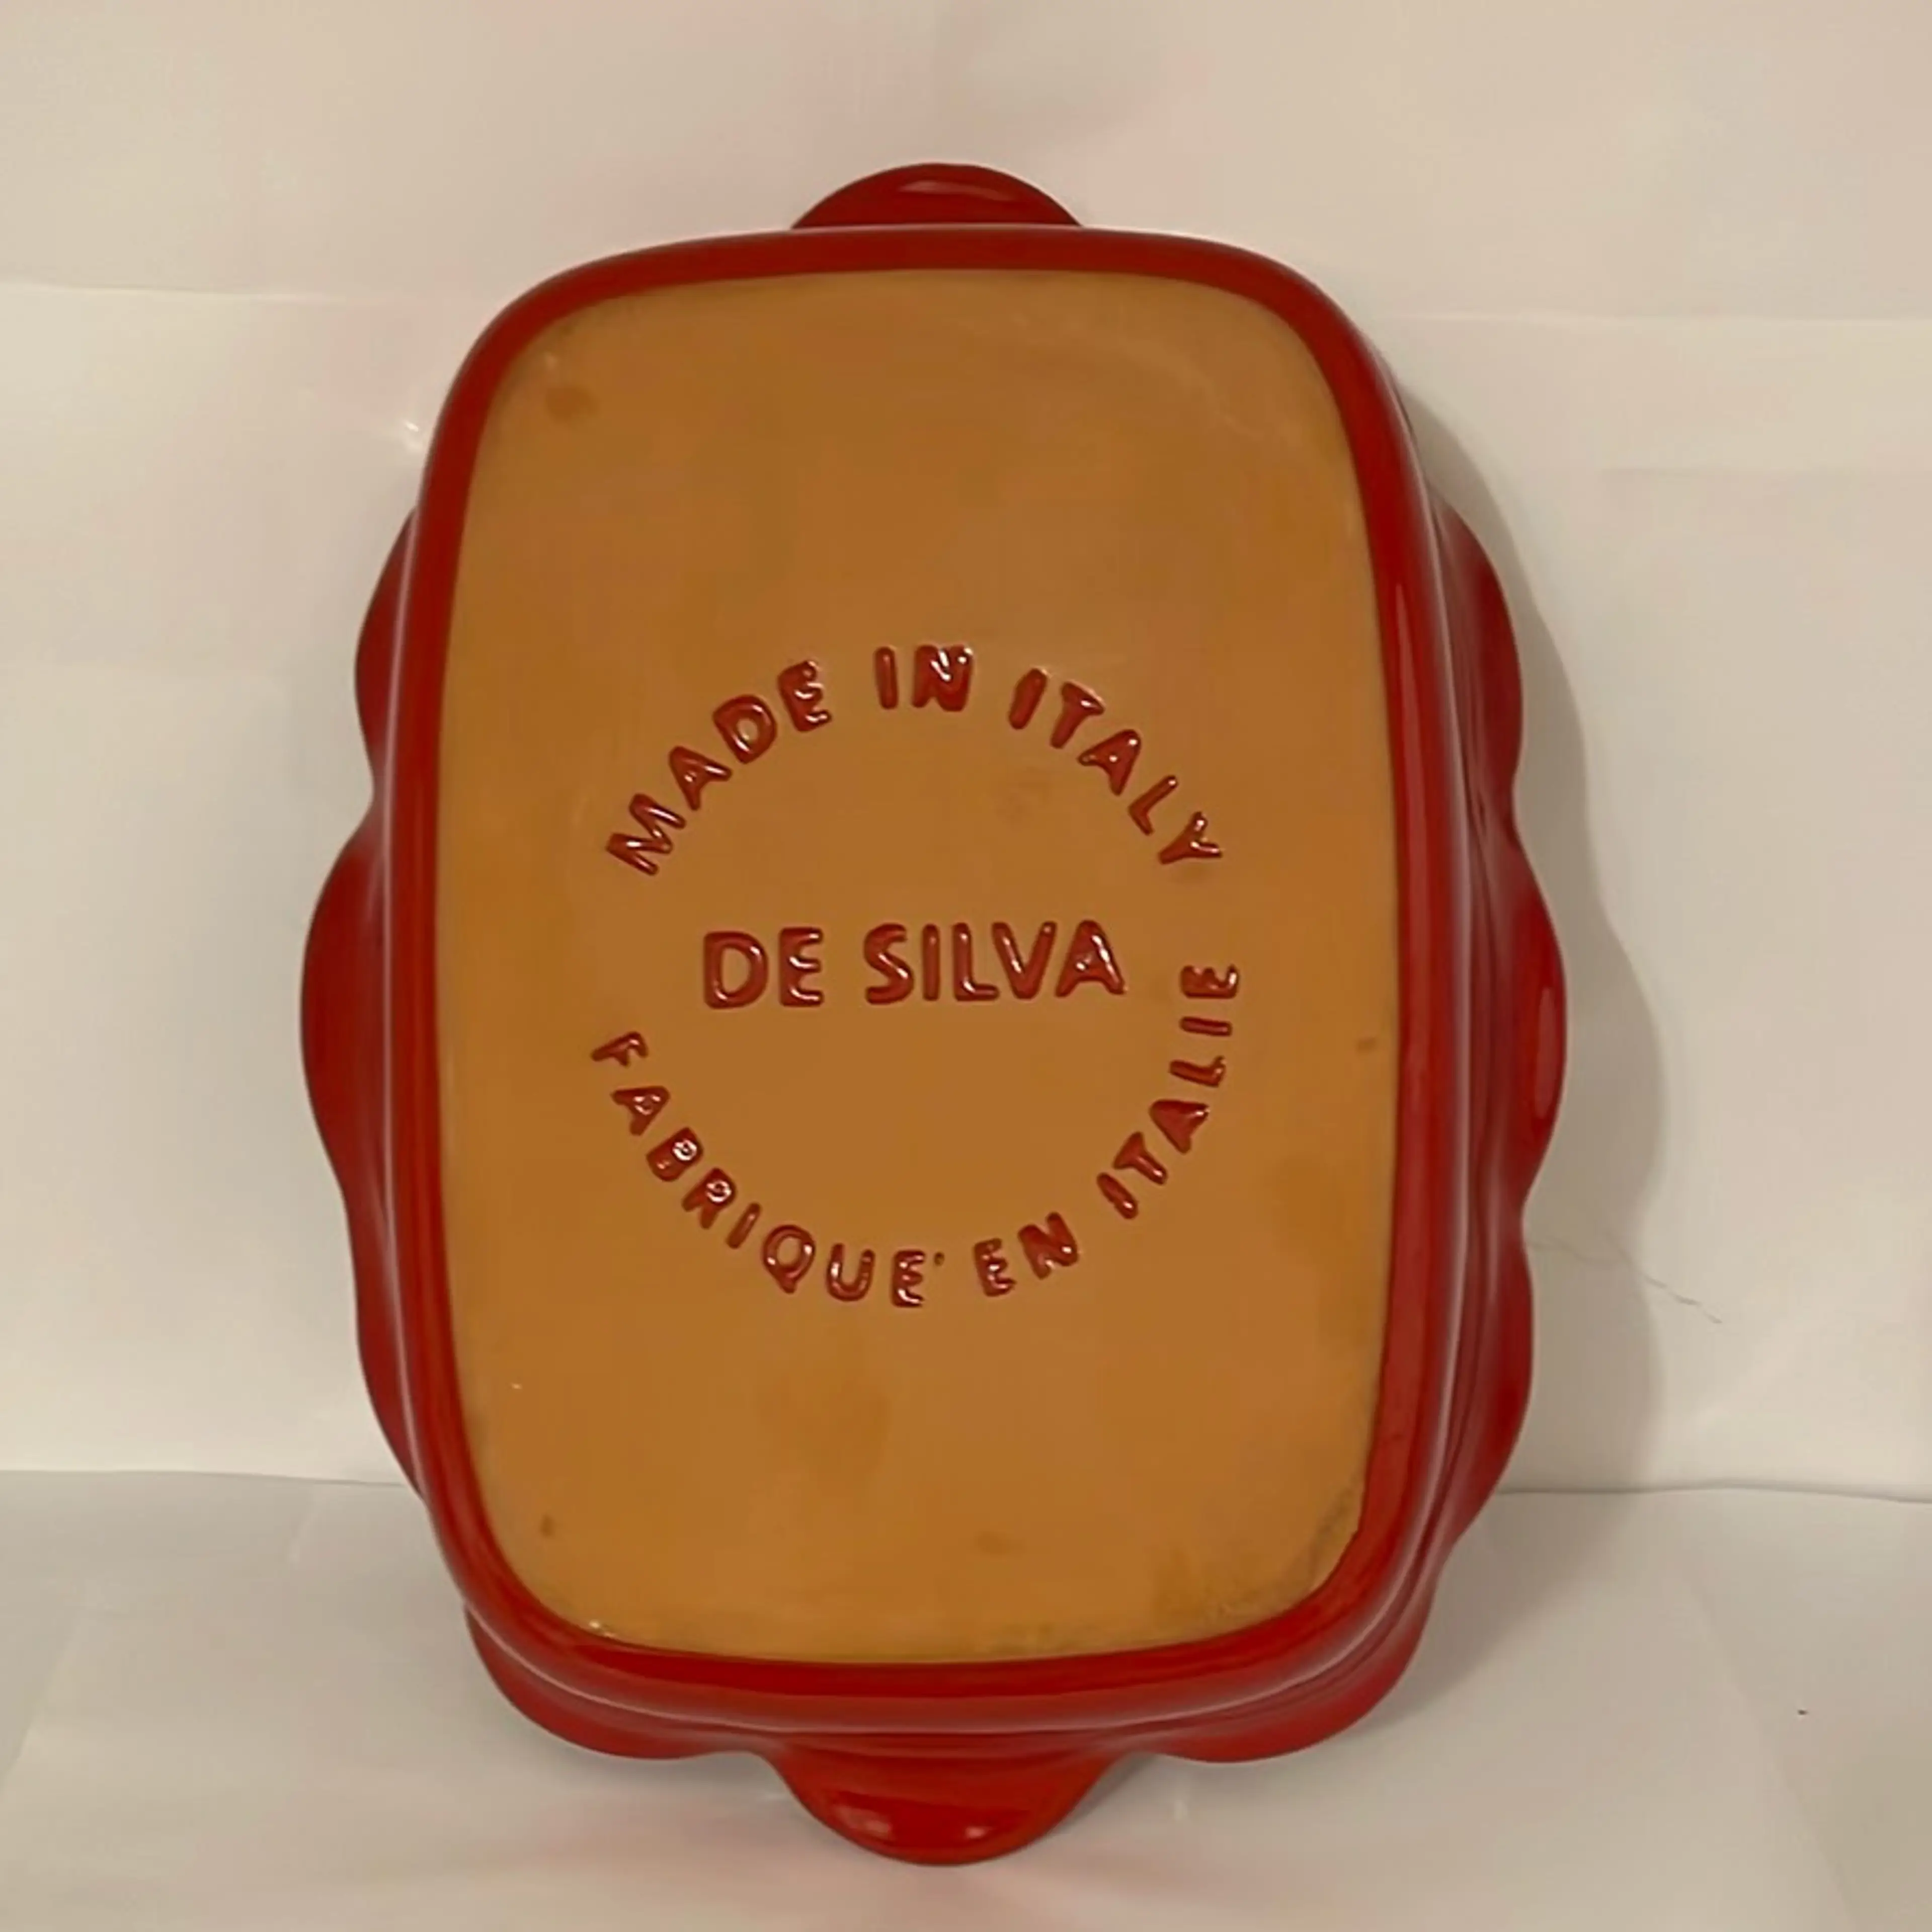 MADE IN ITALY
DE SILVA
FABRIQUE' EN ITALIE